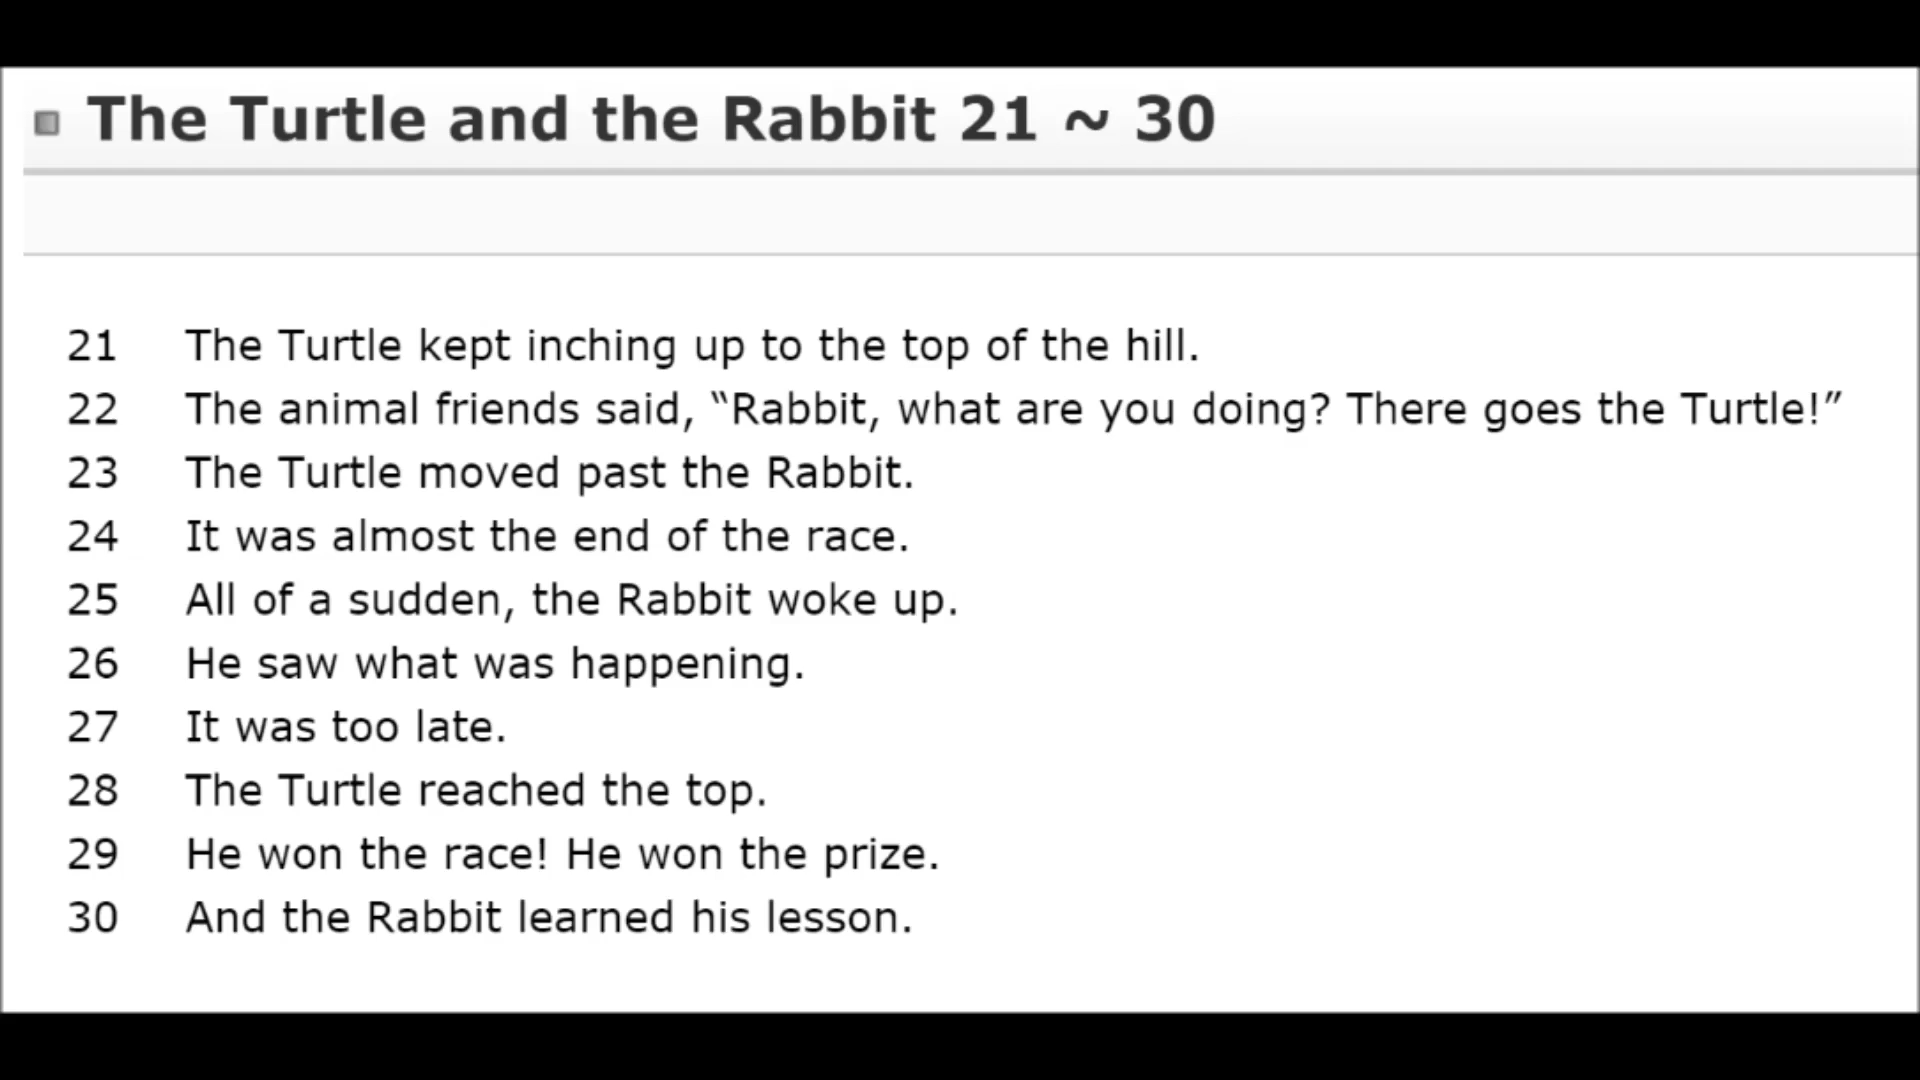 The Turtle and the Rabbit 21 ~ 30
21 The Turtle kept inching up to the top of the hill.
22 The animal friends said, “Rabbit, what are you doing? There goes the Turtle!”
23 The Turtle moved past the Rabbit.
24 It was almost the end of the race.
25 All of a sudden, the Rabbit woke up.
26 He saw what was happening.
27 It was too late.
28 The Turtle reached the top.
29 He won the race! He won the prize.
30 And the Rabbit learned his lesson.